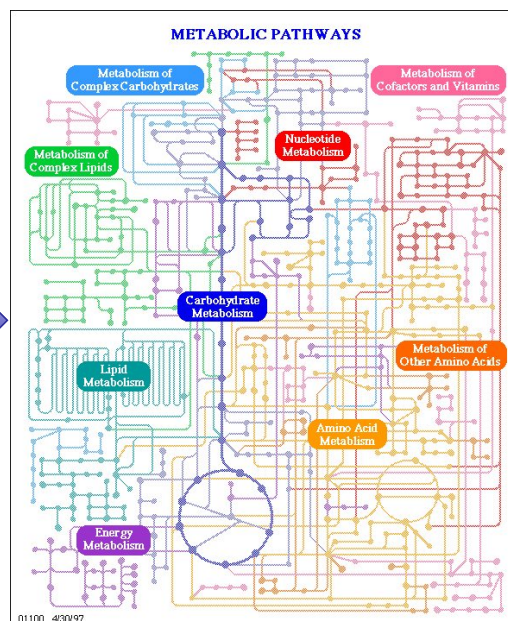 METABOLIC PATHWAYS
Metabolism of
Complex Carbohydrates
Metabolism of
Cofactors and Vitamins
Nucleotide
Metabolism
Metabolism of
Complex Lipids
Carbohydrate
Metabolism
Metabolism of
Other Amino Acids
Lipid
Metabolism
Amino Acid
Metablism
Energy
Metabolism
01100 4/30/97